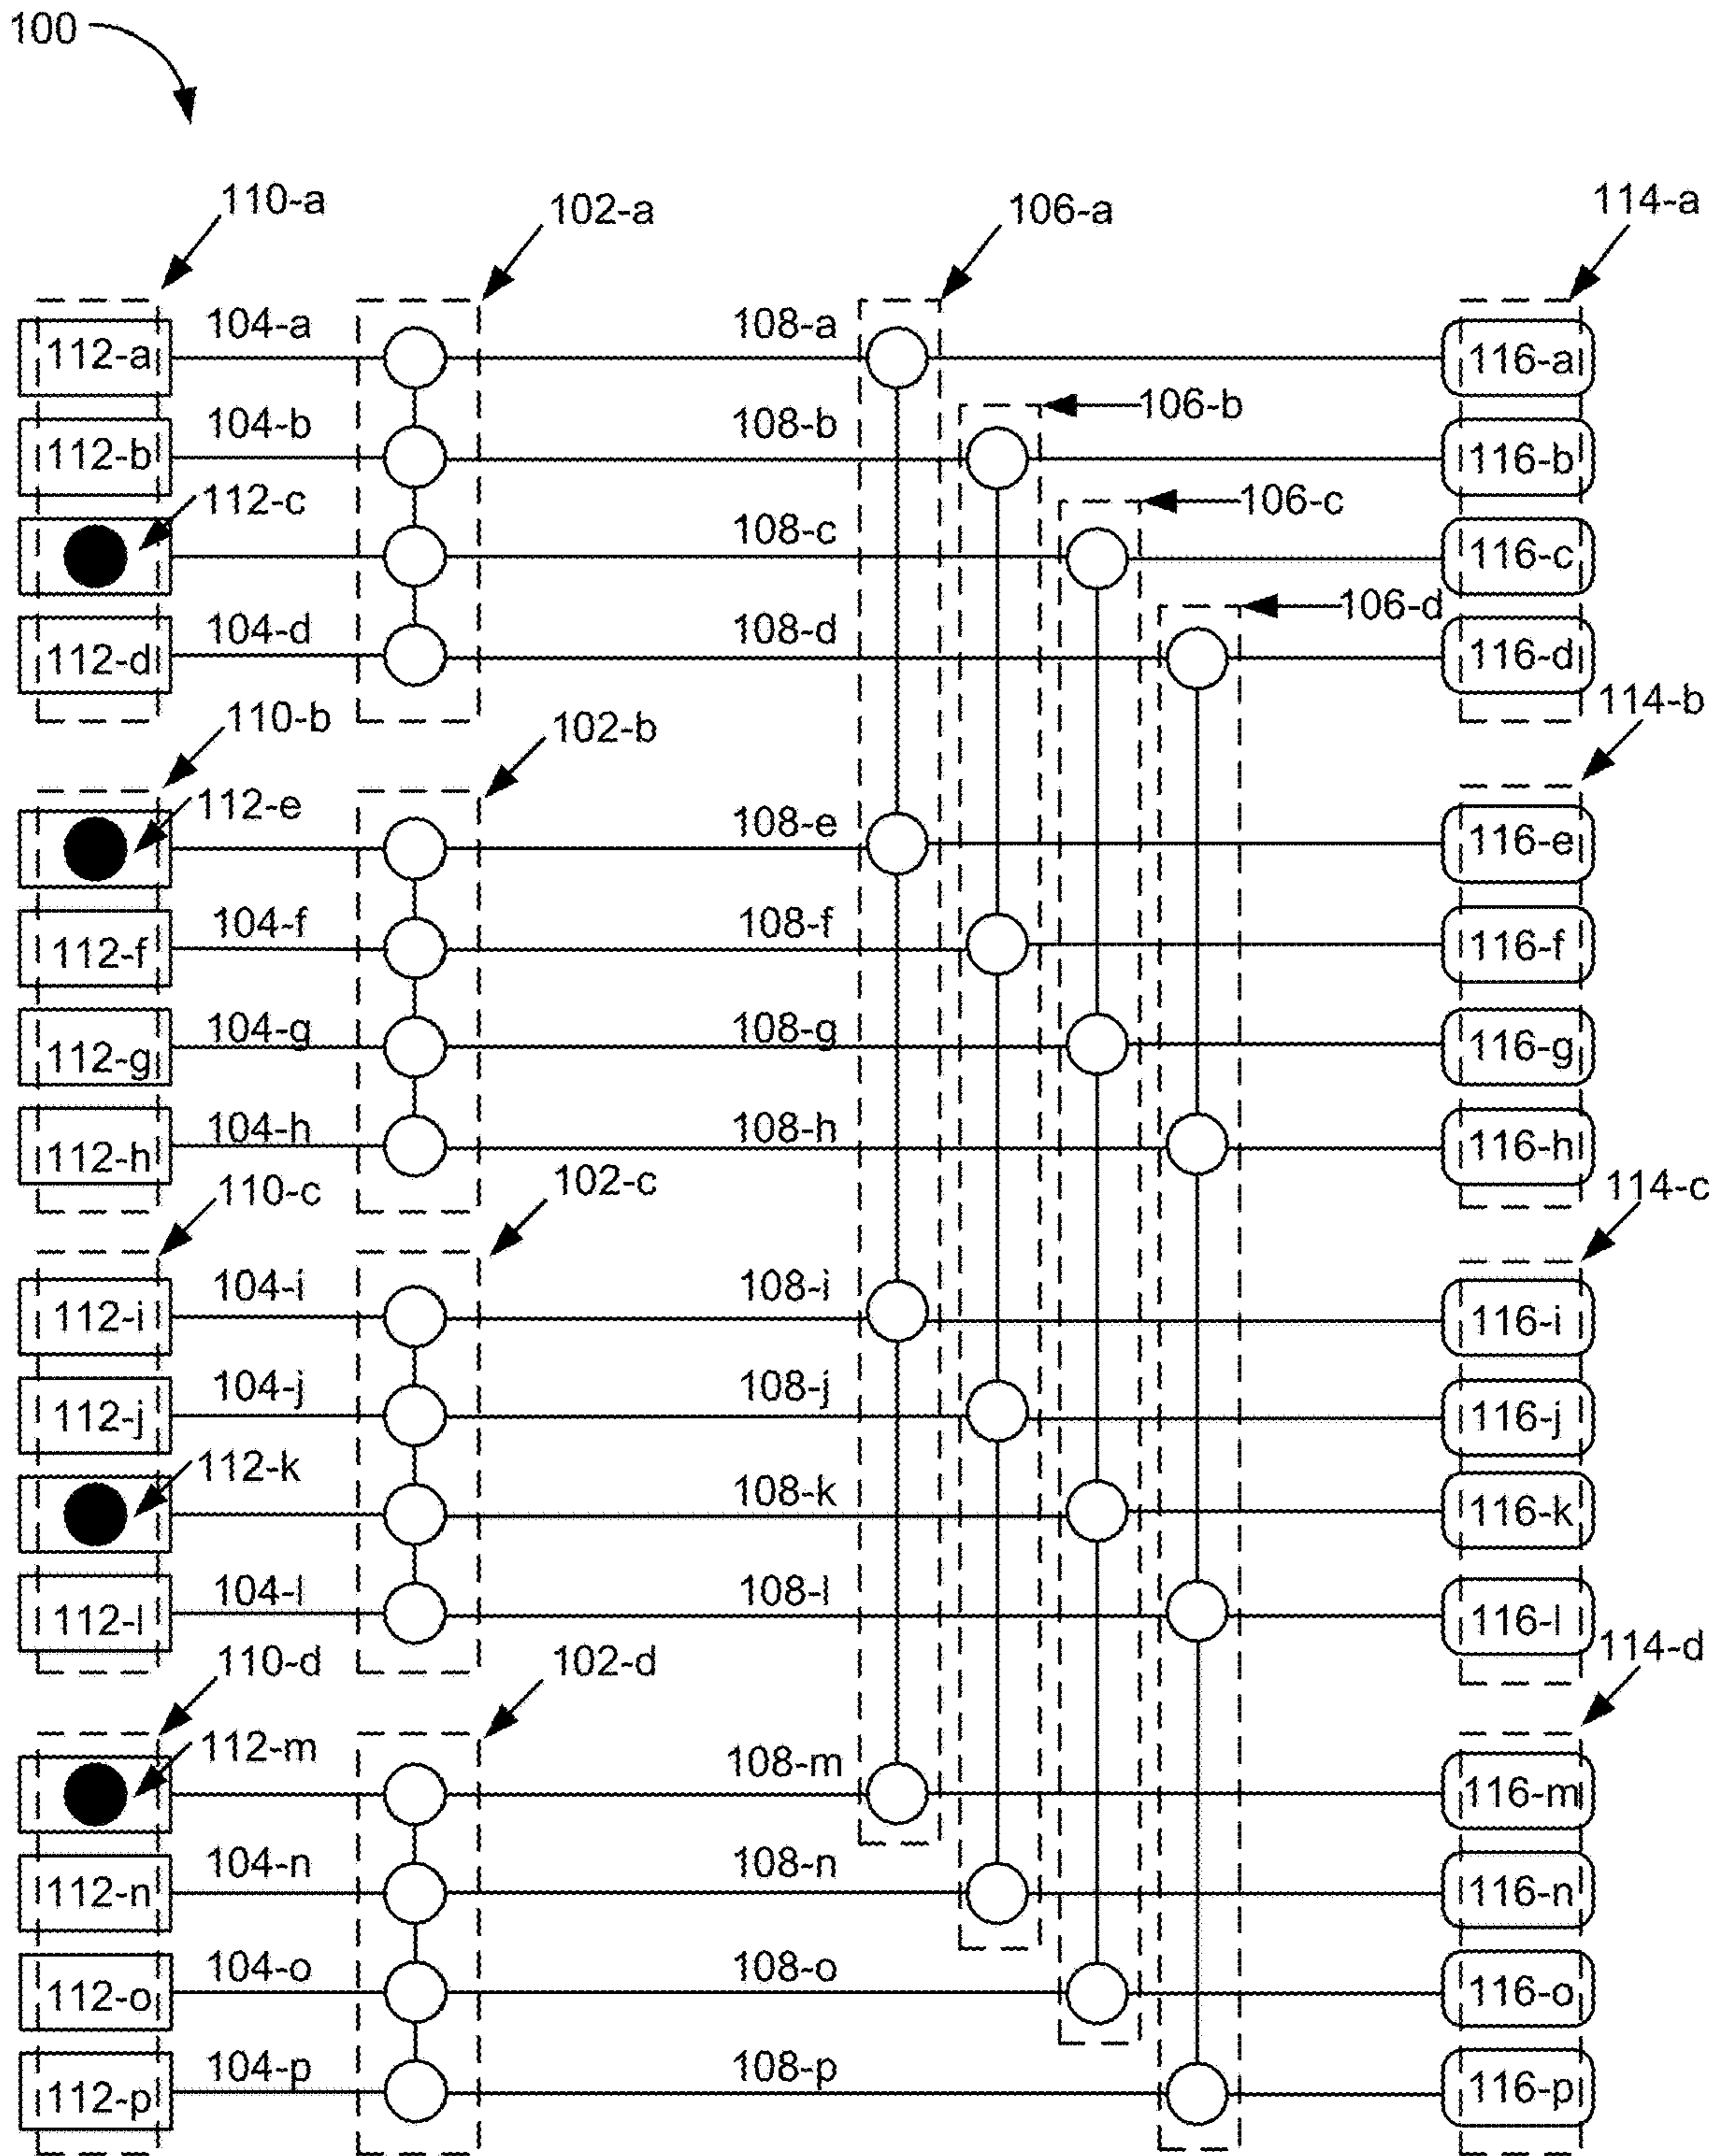 100
110-a 102-a 106-a 114-a
112-a 104-a 108-a 116-a
106-b
112-b 104-b 108-b 116-b
112-c 108-c 106-c 116-c
112-d 104-d 108-d 106-d 116-d
110-b 102-b 114-b
112-e 108-e 116-e
112-f 104-f 108-f 116-f
112-g 104-g 108-g 116-g
112-h 104-h 108-h 116-h
110-c 102-c 114-c
112-i 104-i 108-i 116-i
112-j 104-j 108-j 116-j
112-k 108-k 116-k
112-l 104-l 108-l 116-l
110-d 102-d 114-d
112-m 108-m 116-m
112-n 104-n 108-n 116-n
112-o 104-o 108-o 116-o
112-p 104-p 108-p 116-p